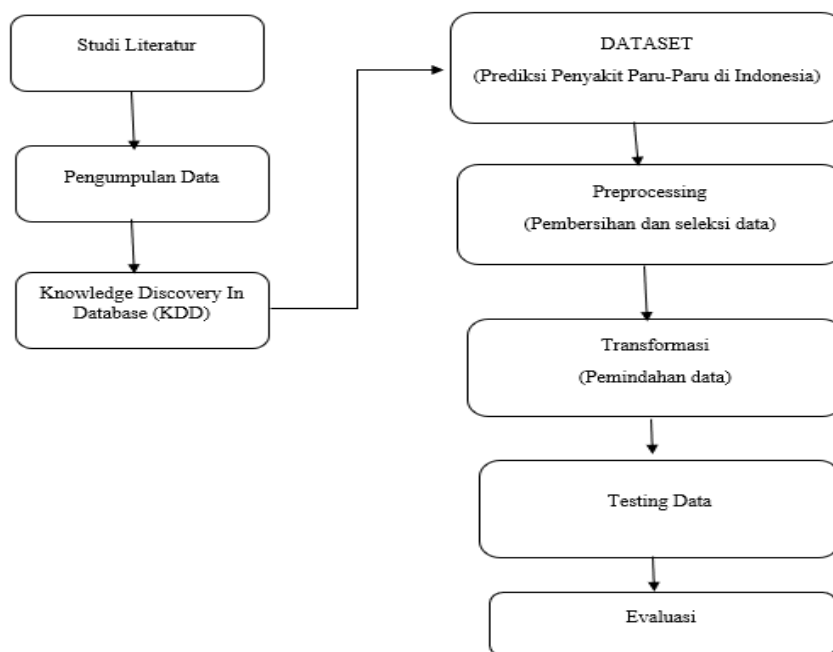 Studi Literatur
Pengumpulan Data
Knowledge Discovery In
Database (KDD)
DATASET
(Prediksi Penyakit Paru-Paru di Indonesia)
Preprocessing
(Pembersihan dan seleksi data)
Transformasi
(Pemindahan data)
Testing Data
Evaluasi